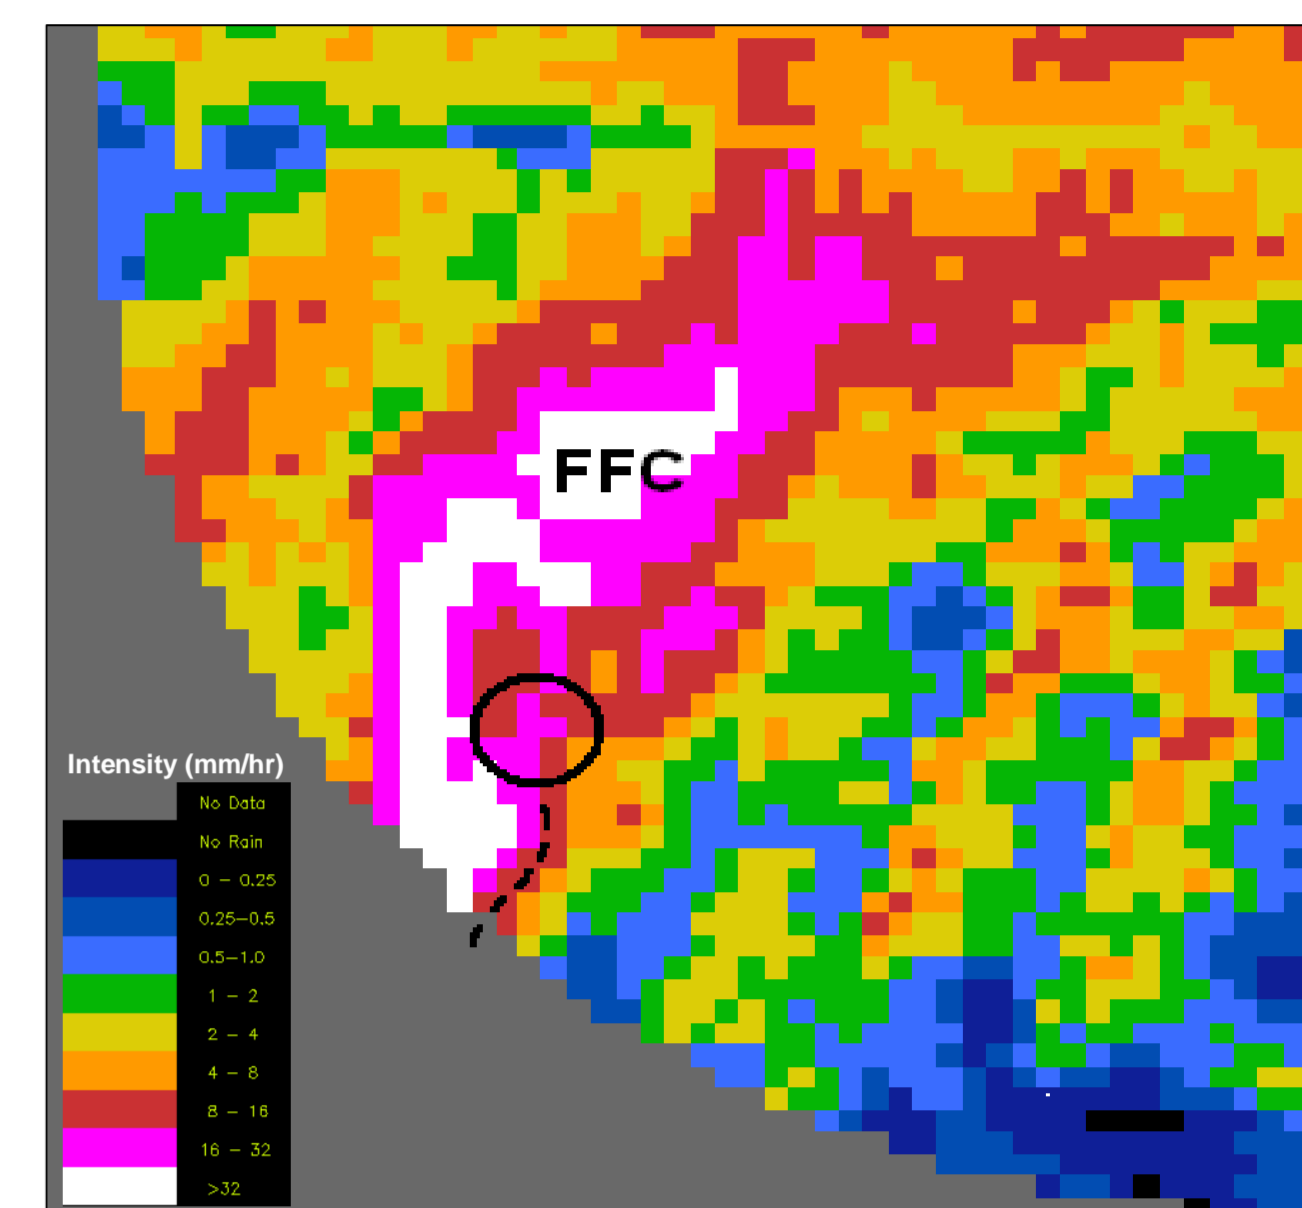 FFC
Intensity (mm/hr)
No Data
No Rain
0 – 0.25
0.25–0.5
0.5–1.0
1 – 2
2 – 4
4 – 8
8 – 16
16 – 32
>32